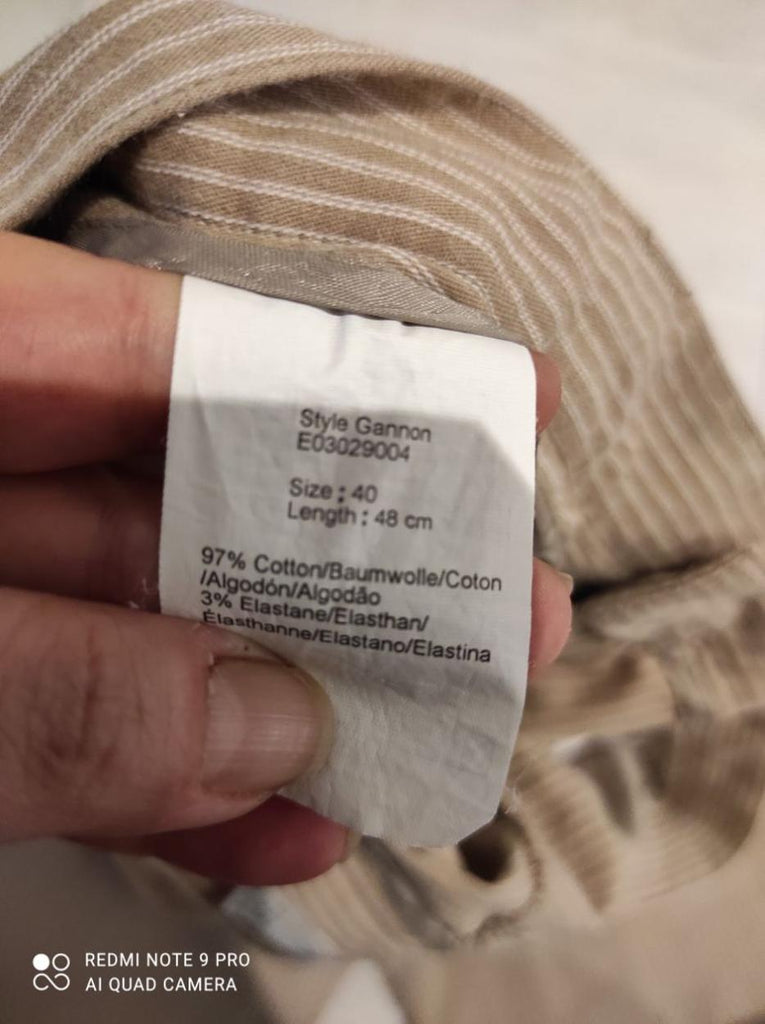 Style Gannon
E03029004
Size : 40
Length : 48 cm
97% Cotton/Baumwolle/Coton
/Algodón/Algodão
3% Elastane/Elasthan/
Élasthanne/Elastano/Elastina
REDMI NOTE 9 PRO
AI QUAD CAMERA